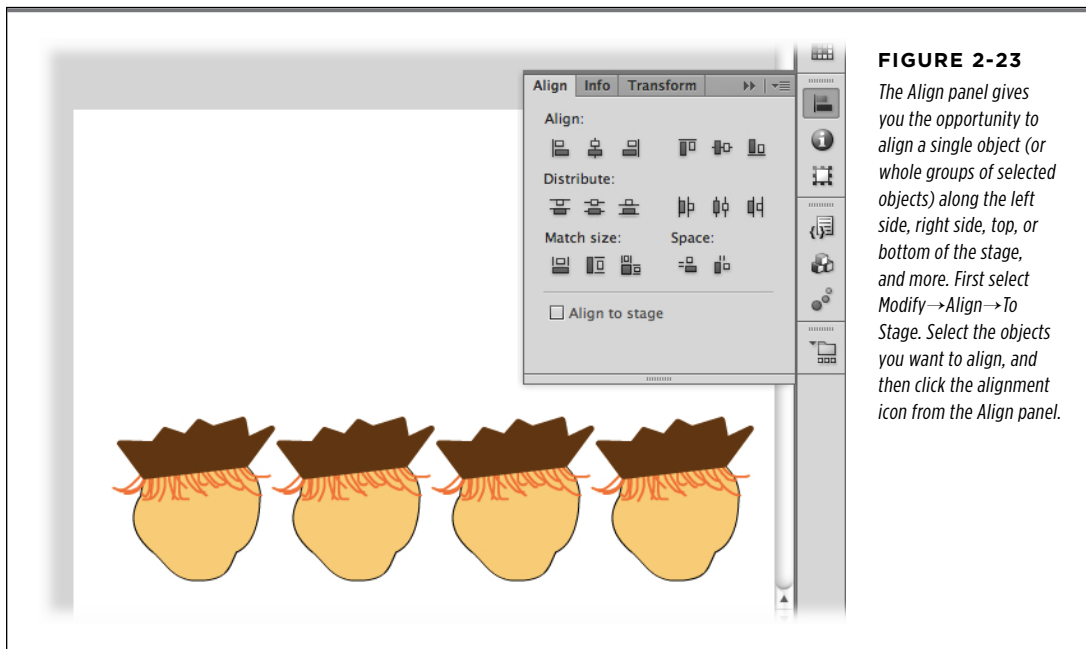 Align Info Transform
Align:
Distribute:
Match size: Space:
Align to stage
FIGURE 2-23
The Align panel gives
you the opportunity to
align a single object (or
whole groups of selected
objects) along the left
side, right side, top, or
bottom of the stage,
and more. First select
Modify→Align→To
Stage. Select the objects
you want to align, and
then click the alignment
icon from the Align panel.